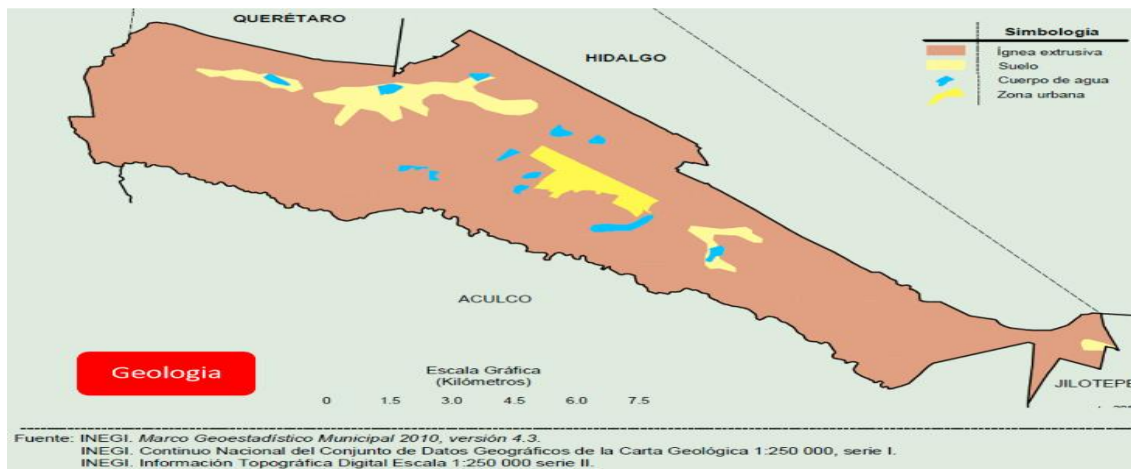 QUERÉTARO
HIDALGO
Simbología
Ígnea extrusiva
Suelo
Cuerpo de agua
Zona urbana
ACULCO
Geologia
Escala Gráfica
(Kilómetros)
0 1.5 3.0 4.5 6.0 7.5
JILOTEPE
Fuente: INEGI. Marco Geoestadístico Municipal 2010, versión 4.3.
INEGI. Continuo Nacional del Conjunto de Datos Geográficos de la Carta Geológica 1:250 000, serie I.
INEGI. Información Topográfica Digital Escala 1:250 000 serie II.